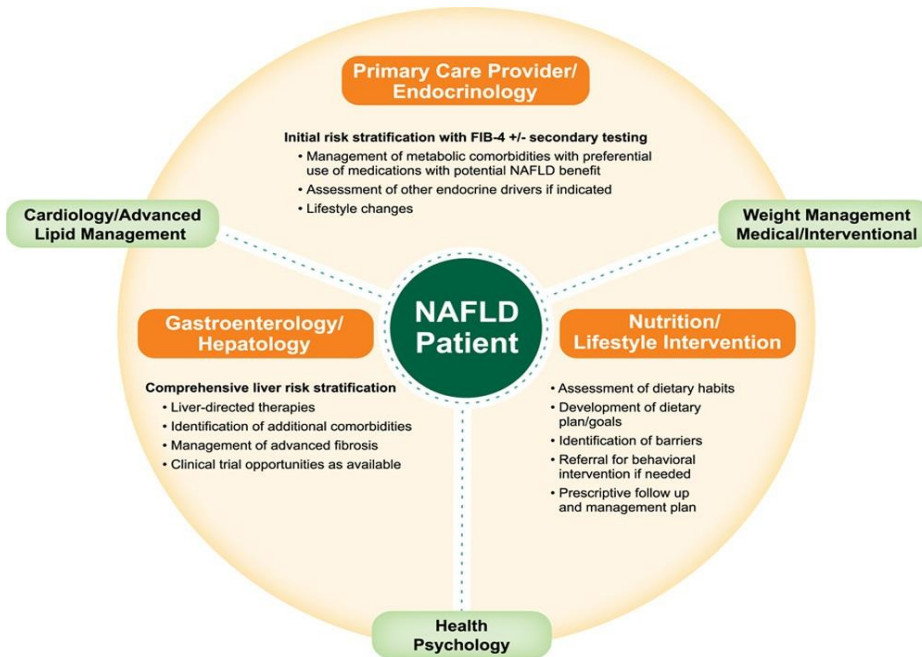 Primary Care Provider/
Endocrinology
Initial risk stratification with FIB-4 +/- secondary testing
• Management of metabolic comorbidities with preferential
use of medications with potential NAFLD benefit
• Assessment of other endocrine drivers if indicated
• Lifestyle changes
Cardiology/Advanced
Lipid Management
Weight Management
Medical/Interventional
NAFLD
Patient
Gastroenterology/
Hepatology
Comprehensive liver risk stratification
• Liver-directed therapies
• Identification of additional comorbidities
• Management of advanced fibrosis
• Clinical trial opportunities as available
Nutrition/
Lifestyle Intervention
• Assessment of dietary habits
• Development of dietary
plan/goals
• Identification of barriers
• Referral for behavioral
intervention if needed
• Prescriptive follow up
and management plan
Health
Psychology